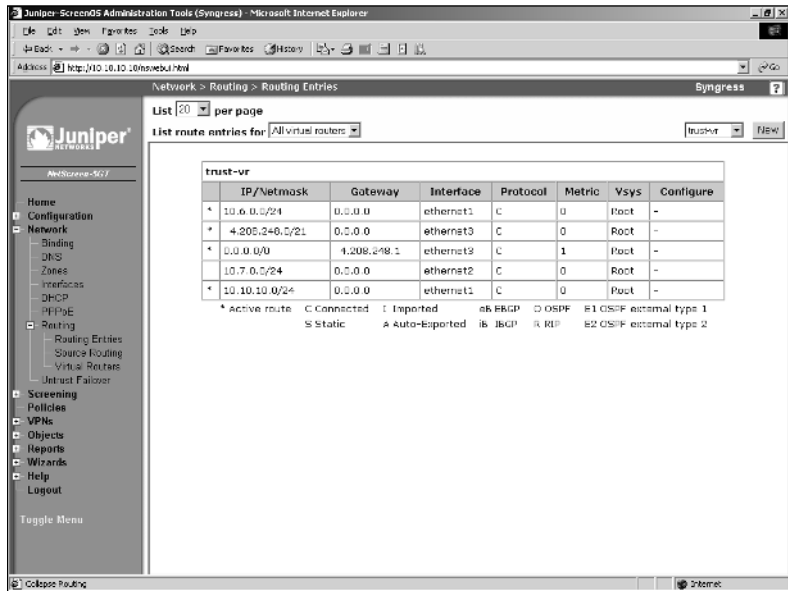 Juniper-ScreenOS Administration Tools (Syngress) - Microsoft Internet Explorer
File Edit View Favorites Tools Help
Back Search Favorites History
Address http://10.10.10.10/nswebui.html Go
Network > Routing > Routing Entries Syngress ?
List 20 per page
List route entries for All virtual routers trust-vr New
Juniper
NETWORKS
NetScreen-5GT
Home
Configuration
Network
Binding
DNS
Zones
Interfaces
DHCP
PPPoE
Routing
Routing Entries
Source Routing
Virtual Routers
Untrust Failover
Screening
Policies
VPNs
Objects
Reports
Wizards
Help
Logout
Toggle Menu
trust-vr
IP/Netmask Gateway Interface Protocol Metric Vsys Configure
* 10.6.0.0/24 0.0.0.0 ethernet1 C 0 Root -
* 4.208.248.0/21 0.0.0.0 ethernet3 C 0 Root -
* 0.0.0.0/0 4.208.248.1 ethernet3 C 1 Root -
10.7.0.0/24 0.0.0.0 ethernet2 C 0 Root -
* 10.10.10.0/24 0.0.0.0 ethernet1 C 0 Root -
* Active route C Connected I Imported eB EBGP O OSPF E1 OSPF external type 1
S Static A Auto-Exported iB IBGP R RIP E2 OSPF external type 2
Collapse Routing Internet